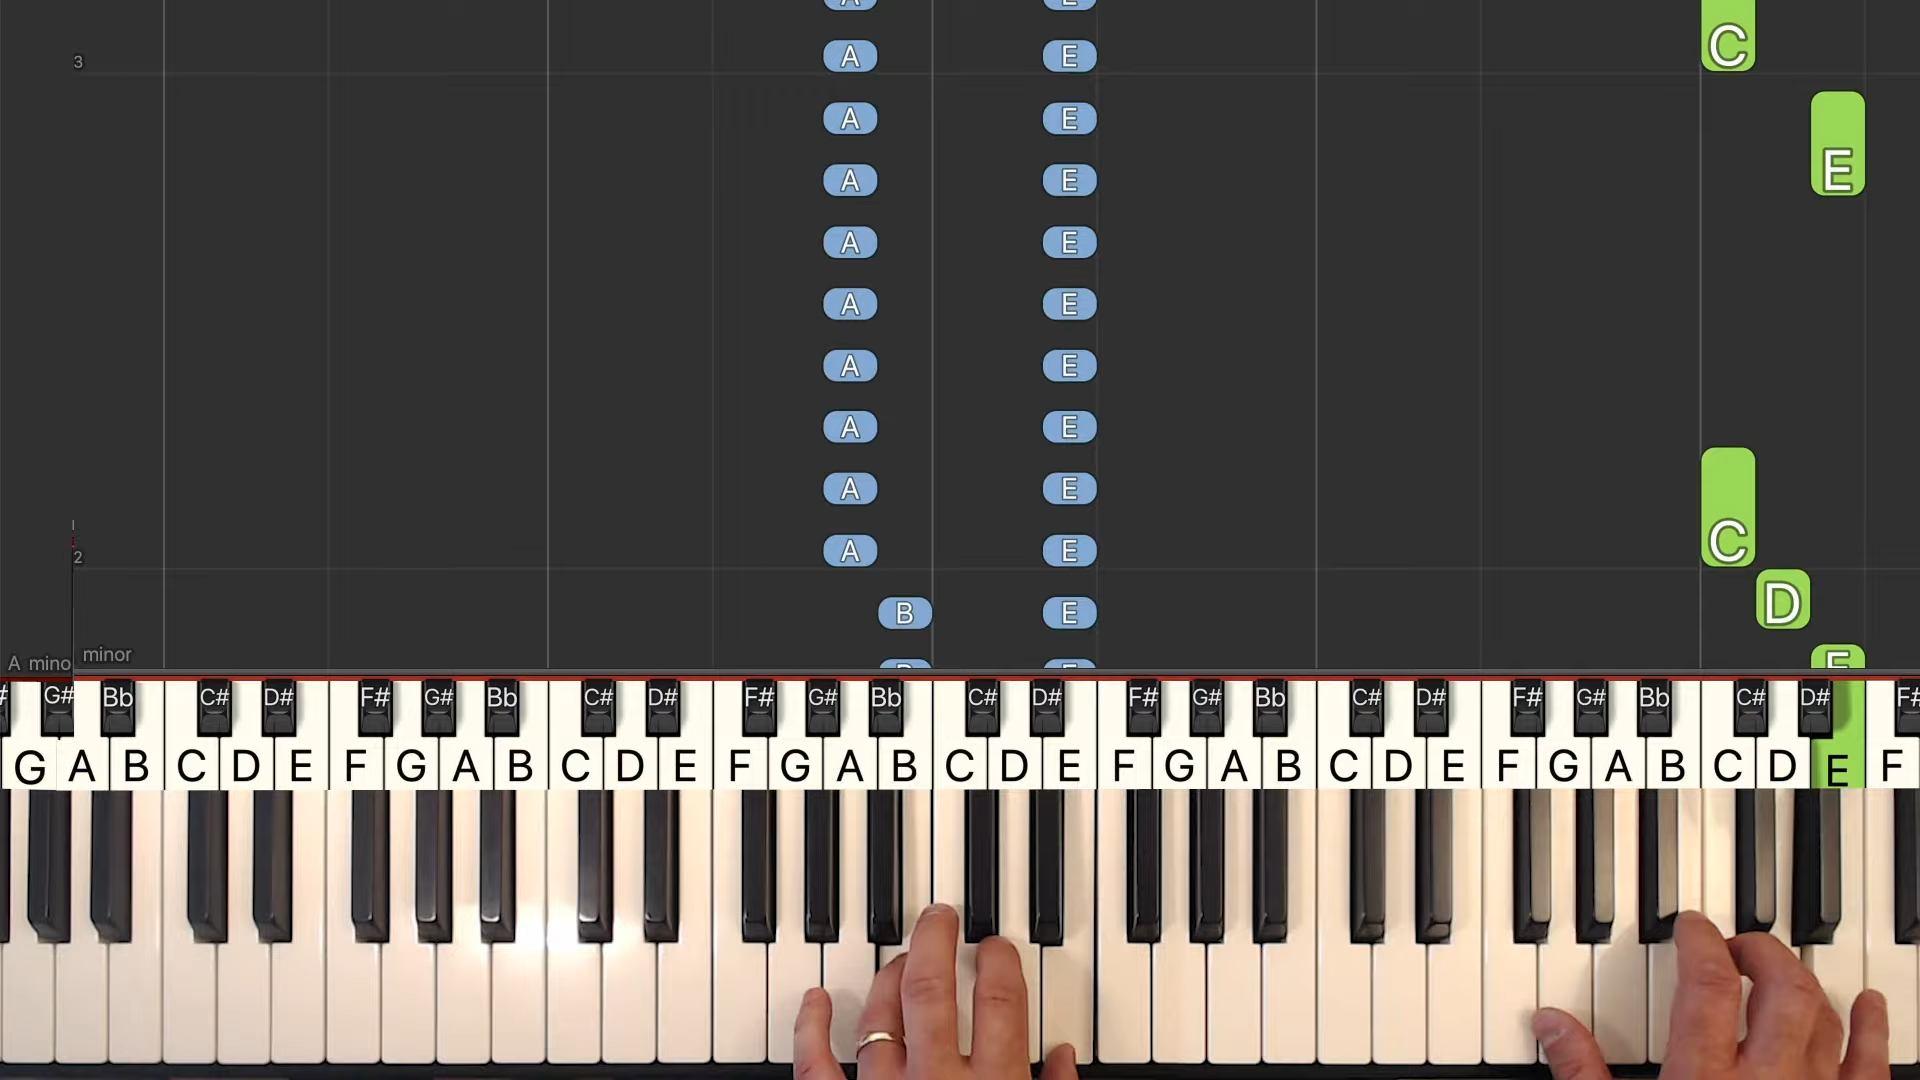 A E
3 A E C
A E
A E E
A E
A E
A E
A E
A E
2 A E C
B E D
A mino minor B E E
# G# Bb C# D# F# G# Bb C# D# F# G# Bb C# D# F# G# Bb C# D# F# G# Bb C# D# F#
G A B C D E F G A B C D E F G A B C D E F G A B C D E F G A B C D E F